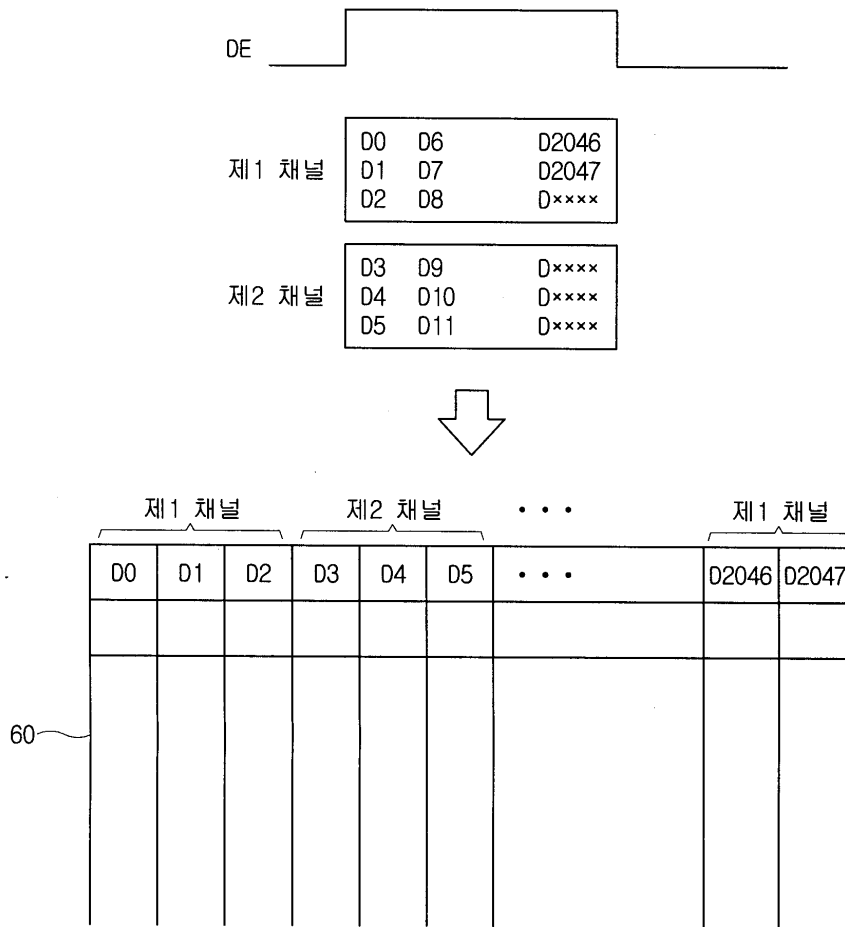 DE
제1 채널
D0 D6 D2046
D1 D7 D2047
D2 D8 D××××
제2 채널
D3 D9 D××××
D4 D10 D××××
D5 D11 D××××
제1 채널 제2 채널 • • • 제1 채널
D0 D1 D2 D3 D4 D5 • • • D2046 D2047
60